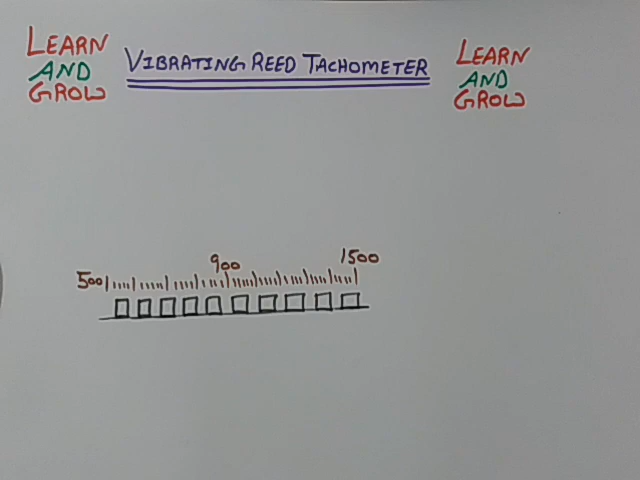 LEARN
AND
GROW
VIBRATING REED TACHOMETER
LEARN
AND
GROW
500
900
1500